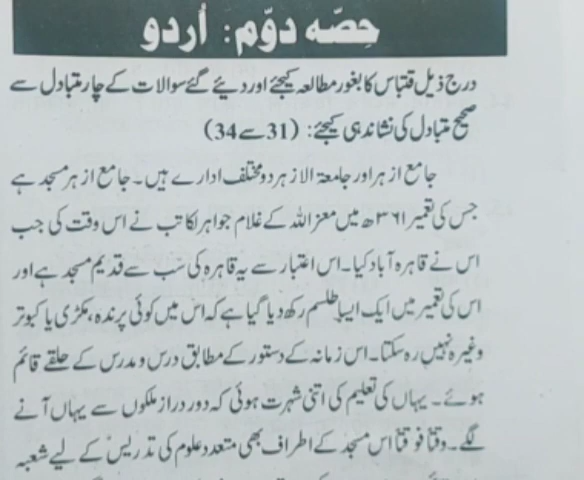 حِصّہ دوّم: اُردو
درج ذیل قتباس کا بغور مطالعہ کیجئے اور دیئے گئے سوالات کے چار متبادل سے
صحیح متبادل کی نشاندہی کیجئے: (31 سے 34)
جامع ازہر اور جامعۃ الازہر دو مختلف ادارے ہیں۔ جامع ازہر مسجد ہے
جس کی تعمیر ۳۶۱ھ میں معز اللہ کے غلام جواہر لکاتب نے اس وقت کی جب
اس نے قاہرہ آباد کیا۔ اس اعتبار سے یہ قاہرہ کی سب سے قدیم مسجد ہے اور
اس کی تعمیر میں ایک ایسا طلسم رکھ دیا گیا ہے کہ اس میں کوئی پرندہ، مکڑی یا کبوتر
وغیرہ نہیں رہ سکتا۔ اس زمانہ کے دستور کے مطابق درس و مدرس کے حلقے قائم
ہوئے۔ یہاں کی تعلیم کی اتنی شہرت ہوئی کہ دور دراز ملکوں سے یہاں آنے
لگے۔ وقتاً فوقتاً اس مسجد کے اطراف بھی متعدد علوم کی تدریس کے لیے شعبہ